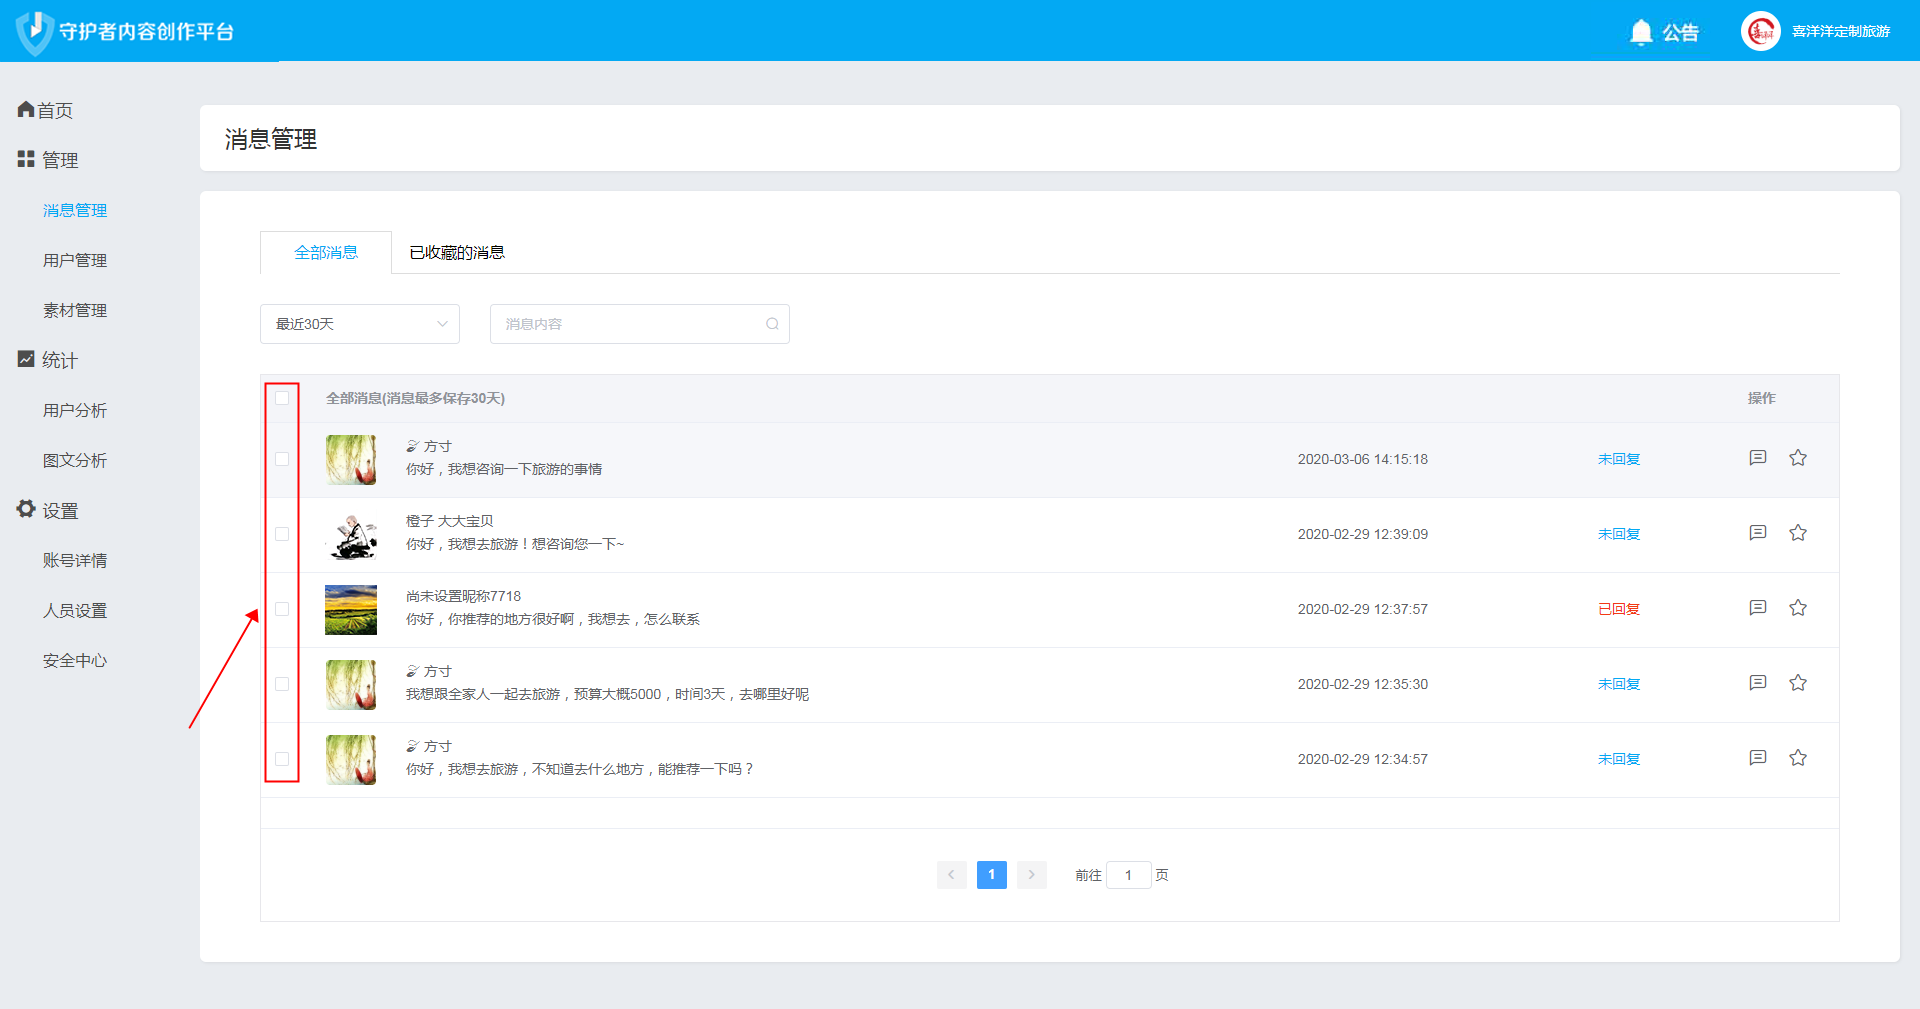 守护者内容创作平台
公告
喜洋洋定制旅游
首页
管理
消息管理
用户管理
素材管理
统计
用户分析
图文分析
设置
账号详情
人员设置
安全中心
消息管理
全部消息 已收藏的消息
最近30天 消息内容
全部消息(消息最多保存30天) 操作
方寸
你好，我想咨询一下旅游的事情
2020-03-06 14:15:18 未回复
橙子 大大宝贝
你好，我想去旅游！想咨询您一下~
2020-02-29 12:39:09 未回复
尚未设置昵称7718
你好，你推荐的地方很好啊，我想去，怎么联系
2020-02-29 12:37:57 已回复
方寸
我想跟全家人一起去旅游，预算大概5000，时间3天，去哪里好呢
2020-02-29 12:35:30 未回复
方寸
你好，我想去旅游，不知道去什么地方，能推荐一下吗？
2020-02-29 12:34:57 未回复
1 前往 1 页